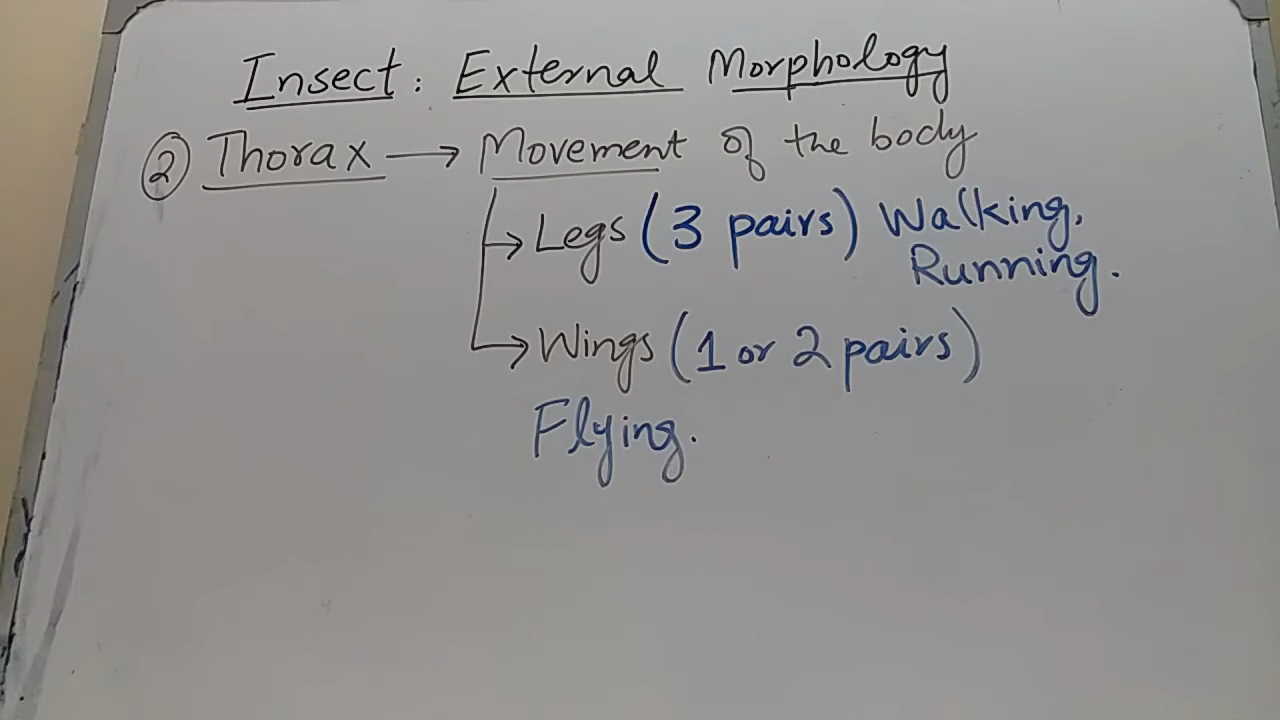 Insect: External Morphology
② Thorax → Movement of the body
→ Legs (3 pairs) Walking,
Running.
→ Wings (1 or 2 pairs)
Flying.